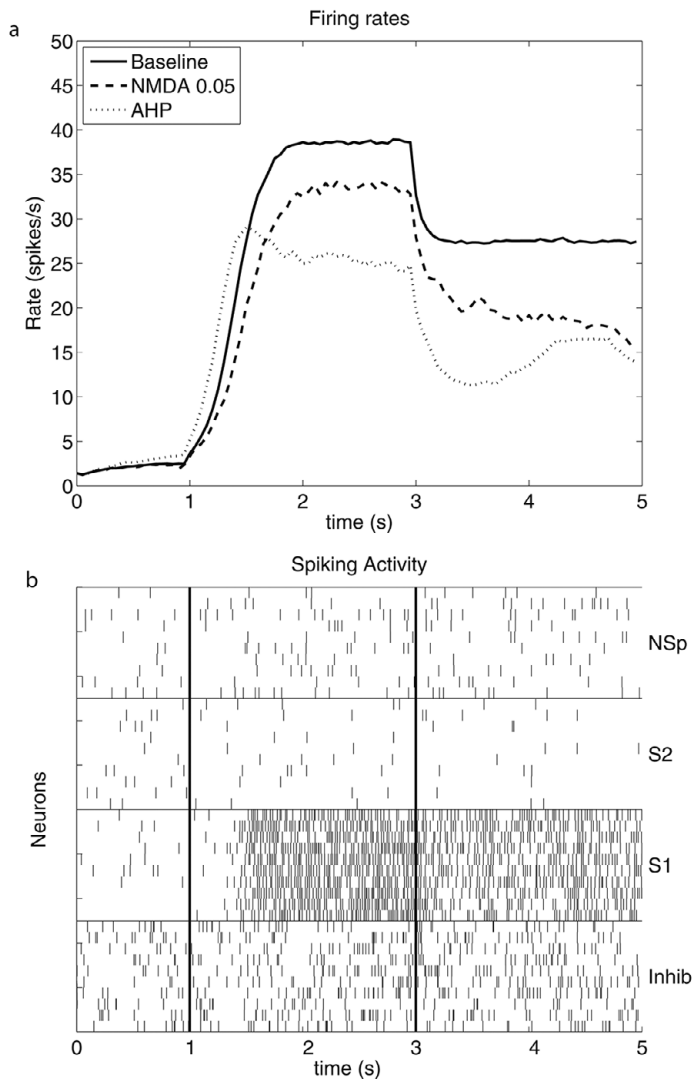 a
Firing rates
50
45
40
35
30
25
20
15
10
5
0
Rate (spikes/s)
Baseline
NMDA 0.05
AHP
0 1 2 3 4 5
time (s)
b
Spiking Activity
Neurons
NSp
S2
S1
Inhib
0 1 2 3 4 5
time (s)